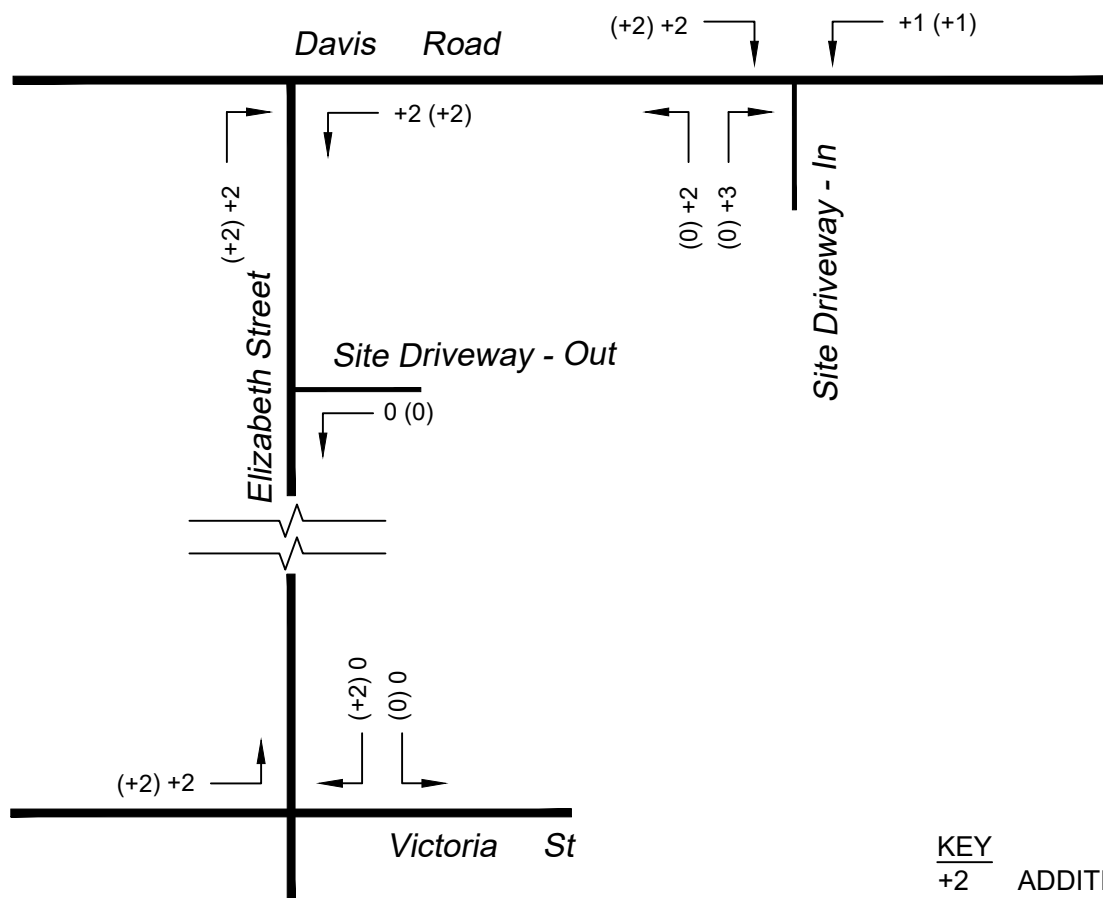 (+2) +2
+1 (+1)
Davis Road
+2 (+2)
(+2) +2
(0) +2
(0) +3
Site Driveway - In
Elizabeth Street
Site Driveway - Out
0 (0)
(+2) 0
(0) 0
(+2) +2
Victoria St
KEY
+2